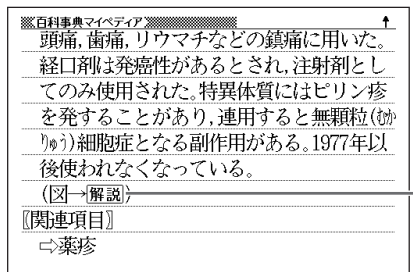 百科事典マイペディア
頭痛,歯痛,リウマチなどの鎮痛に用いた。
経口剤は発癌性があるとされ,注射剤とし
てのみ使用された。特異体質にはピリン疹
を発することがあり,連用すると無顆粒(むか
りゅう)細胞症となる副作用がある。1977年以
後使われなくなっている。
(図→解説)
〖関連項目〗
⇨薬疹